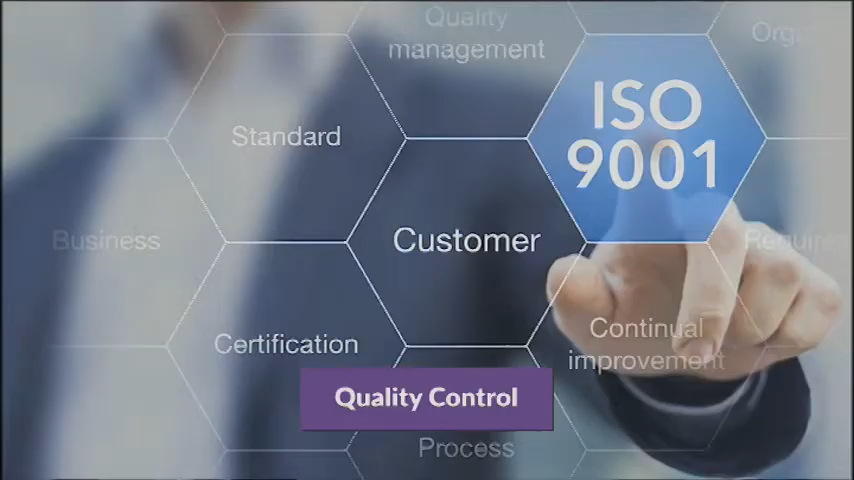 Quality
management
Standard
ISO
9001
Business
Customer
Certification
Continual
improvement
Quality Control
Process